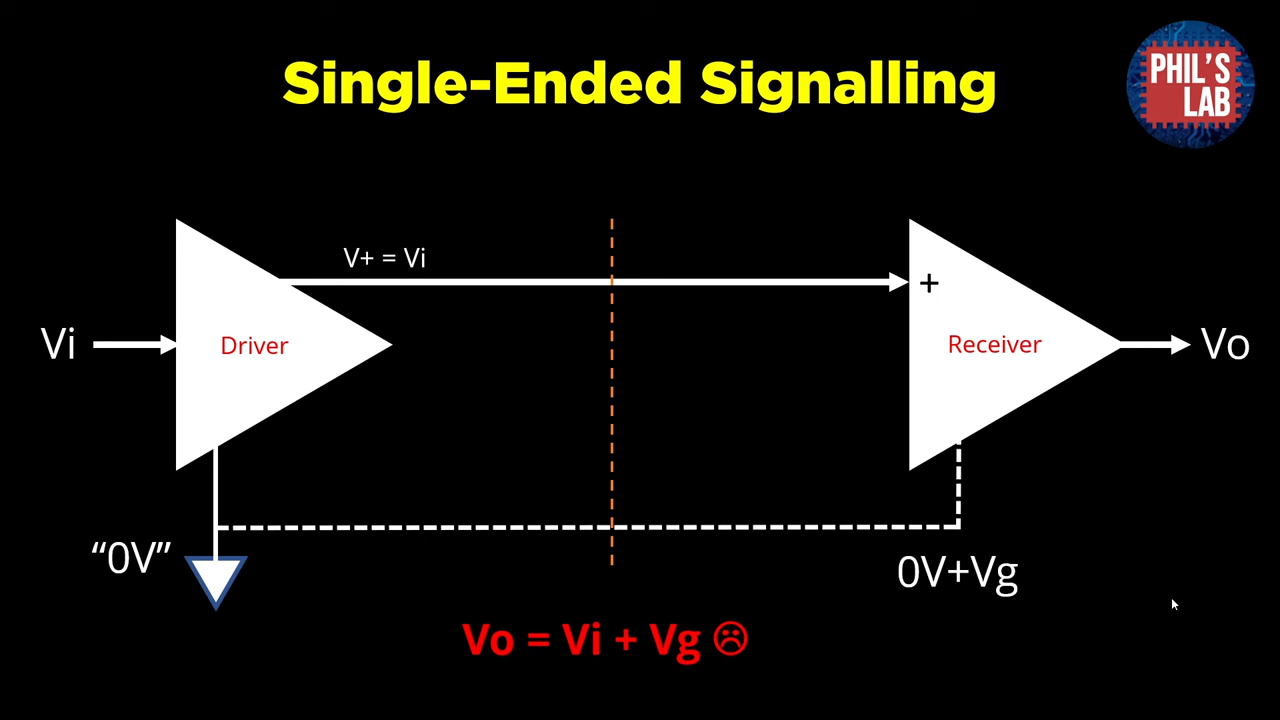 Single-Ended Signalling
PHIL'S
LAB
V+ = Vi
+
Vi
Driver
Receiver
Vo
“0V”
0V+Vg
Vo = Vi + Vg ☹